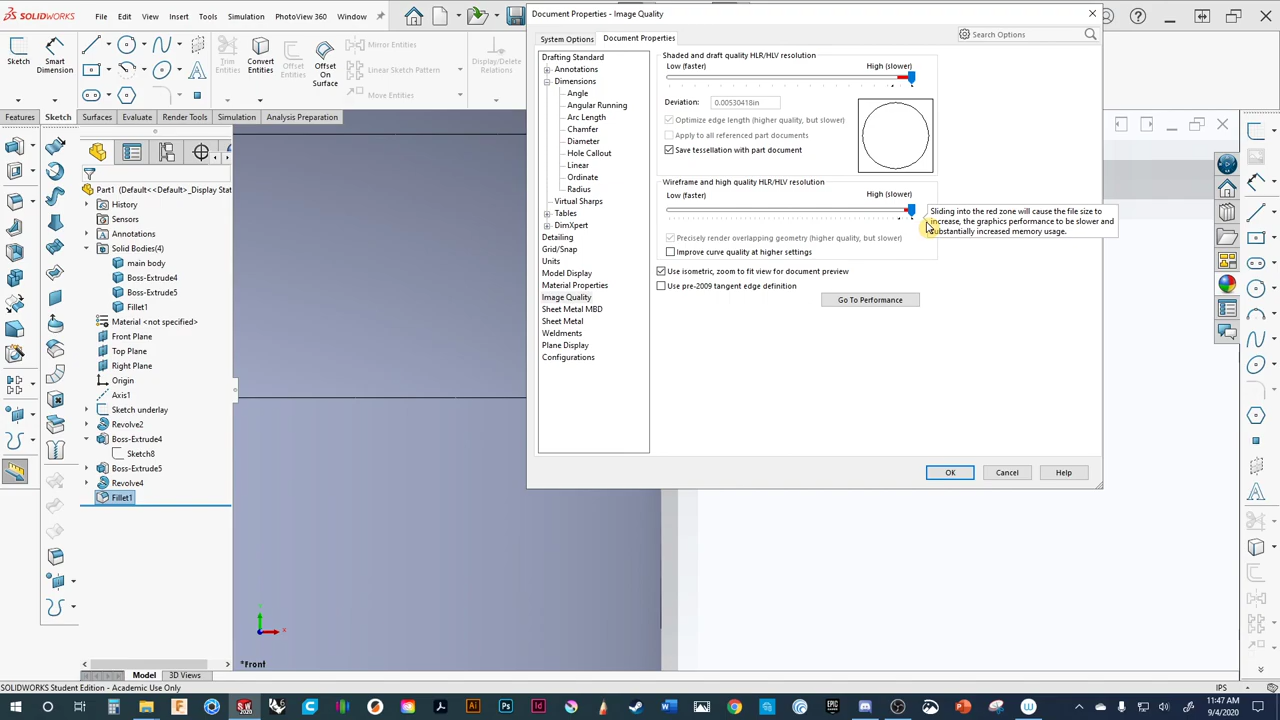 SOLIDWORKS File Edit View Insert Tools Simulation PhotoView 360 Window
Document Properties - Image Quality
System Options Document Properties
Search Options
Sketch
Smart Dimension
Trim Entities
Convert Entities
Offset Entities
Offset On Surface
Mirror Entities
Linear Sketch Pattern
Move Entities
Display/Delete Relations
Features Sketch Surfaces Evaluate Render Tools Simulation Analysis Preparation
Part1 (Default<<Default>_Display Stat
History
Sensors
Annotations
Solid Bodies(4)
main body
Boss-Extrude4
Boss-Extrude5
Fillet1
Material <not specified>
Front Plane
Top Plane
Right Plane
Origin
Axis1
Sketch underlay
Revolve2
Boss-Extrude4
Sketch8
Boss-Extrude5
Revolve4
Fillet1
Drafting Standard
Annotations
Dimensions
Angle
Angular Running
Arc Length
Chamfer
Diameter
Hole Callout
Linear
Ordinate
Radius
Virtual Sharps
Tables
DimXpert
Detailing
Grid/Snap
Units
Model Display
Material Properties
Image Quality
Sheet Metal MBD
Sheet Metal
Weldments
Plane Display
Configurations
Shaded and draft quality HLR/HLV resolution
Low (faster) High (slower)
Deviation: 0.00530418in
Optimize edge length (higher quality, but slower)
Apply to all referenced part documents
Save tessellation with part document
Wireframe and high quality HLR/HLV resolution
Low (faster) High (slower)
Sliding into the red zone will cause the file size to
increase, the graphics performance to be slower and
substantially increased memory usage.
Precisely render overlapping geometry (higher quality, but slower)
Improve curve quality at higher settings
Use isometric, zoom to fit view for document preview
Use pre-2009 tangent edge definition
Go To Performance
OK Cancel Help
Y
X
*Front
Model 3D Views
SOLIDWORKS Student Edition - Academic Use Only
IPS
11:47 AM
9/4/2020